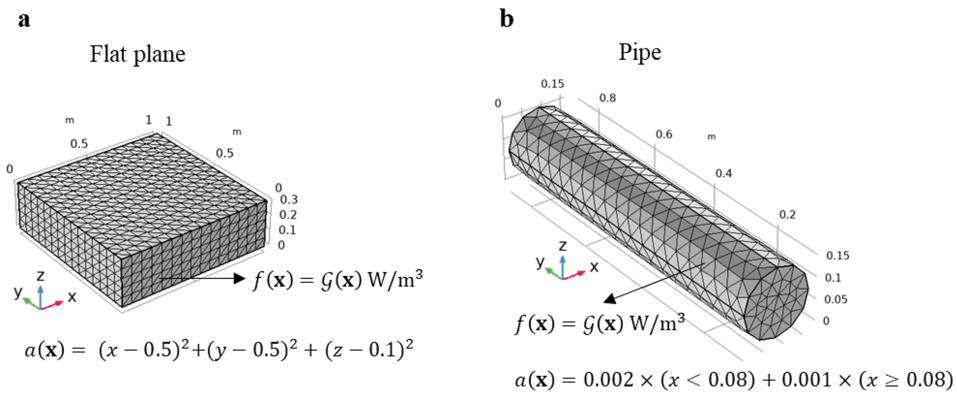 a
Flat plane
m
1 1
0.5
m
0.5
0
0
0.3
0.2
0.1
0
z
y
x
f(𝐱) = 𝒢(𝐱) W/m³
a(𝐱) = (x − 0.5)²+(y − 0.5)² + (z − 0.1)²
b
Pipe
0.15
0
0.8
0.6
m
0.4
0.2
0.15
0.1
0.05
0
z
y
x
f(𝐱) = 𝒢(𝐱) W/m³
a(𝐱) = 0.002 × (x < 0.08) + 0.001 × (x ≥ 0.08)